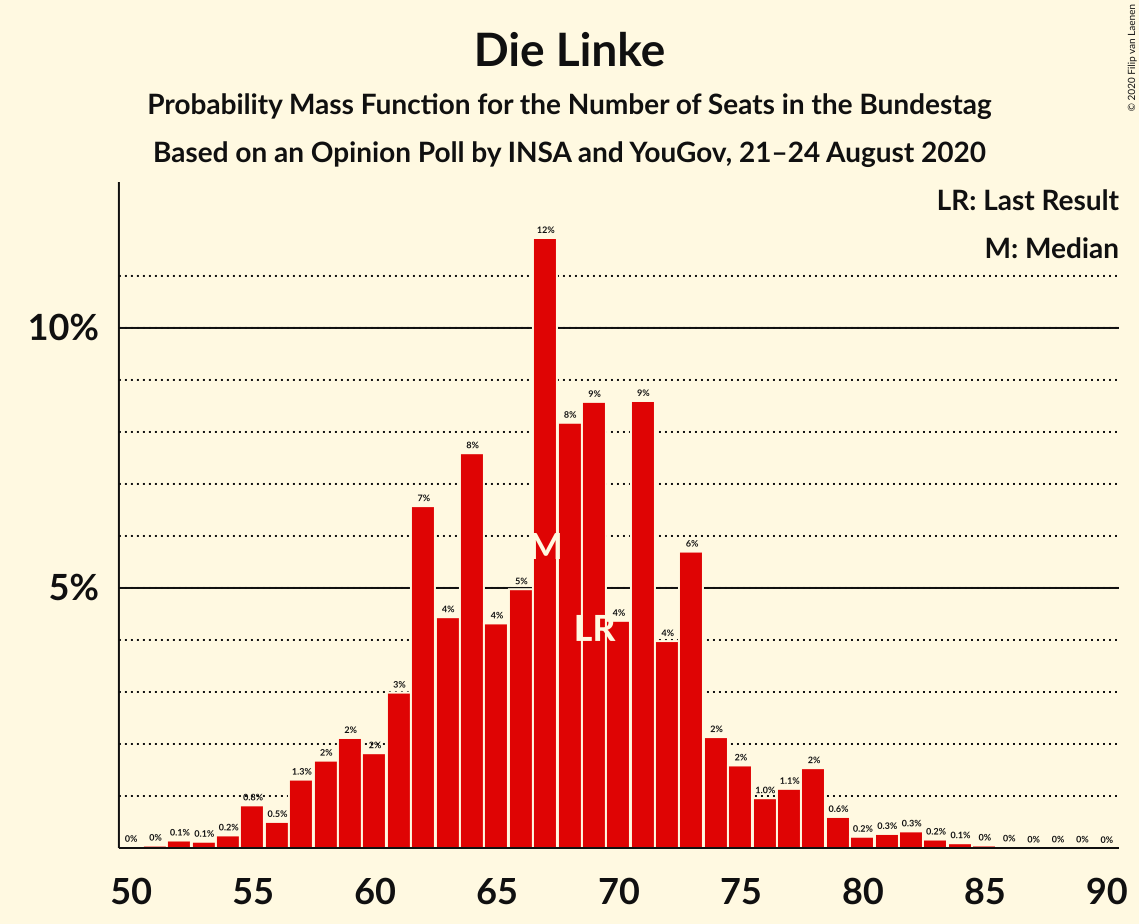 Die Linke
Probability Mass Function for the Number of Seats in the Bundestag
Based on an Opinion Poll by INSA and YouGov, 21–24 August 2020
© 2020 Filip van Laenen
LR: Last Result
M: Median
10%
5%
0% 0% 0.1% 0.1% 0.2% 0.8% 0.5% 1.3% 2% 2% 2% 3% 7% 4% 8% 4% 5% 12% 8% 9% 4% 9% 4% 6% 2% 2% 1.0% 1.1% 2% 0.6% 0.2% 0.3% 0.3% 0.2% 0.1% 0% 0% 0% 0% 0% 0%
M
LR
50 55 60 65 70 75 80 85 90